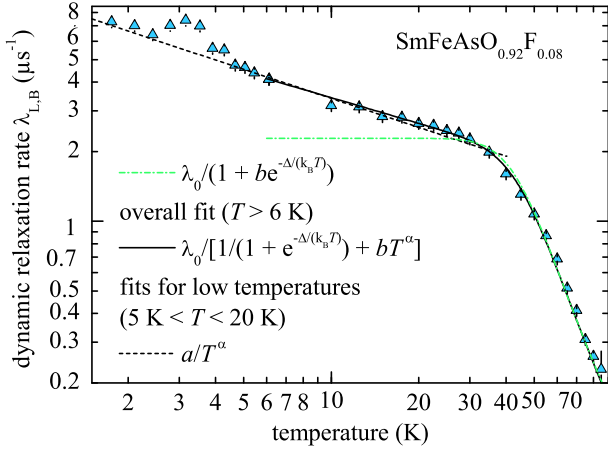 8
7
6
5
4
3
2
1
0.7
0.5
0.4
0.3
0.2
dynamic relaxation rate λL,B (μs-1)
SmFeAsO0.92F0.08
λ0/(1 + be-Δ/(kBT))
overall fit (T > 6 K)
λ0/[1/(1 + e-Δ/(kBT)) + bTα]
fits for low temperatures
(5 K < T < 20 K)
a/Tα
2 3 4 5 6 7 8 10 20 30 40 50 70
temperature (K)